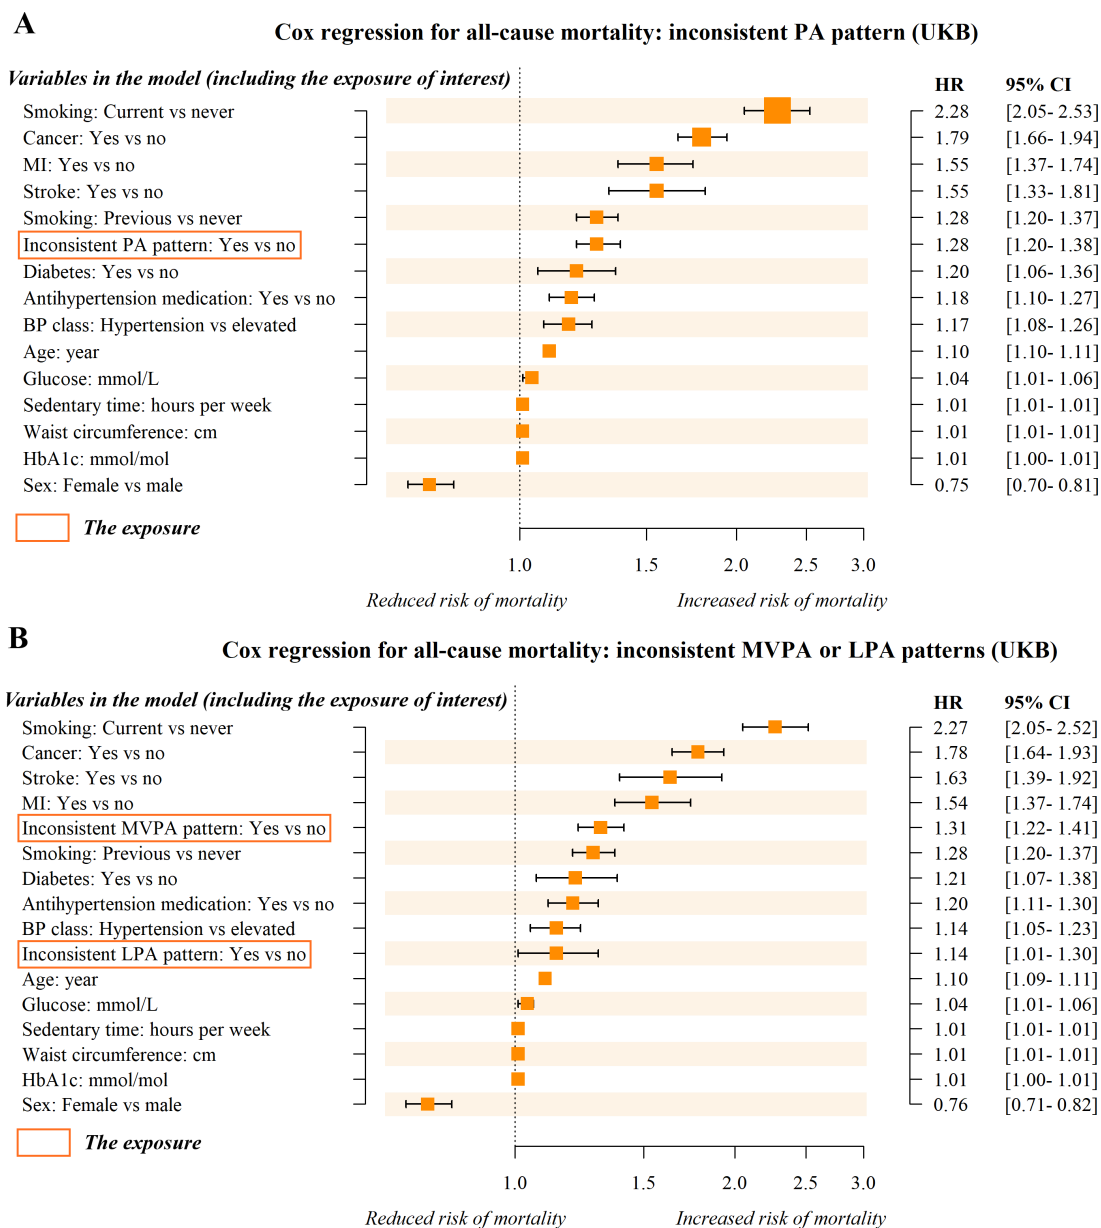 A
Cox regression for all-cause mortality: inconsistent PA pattern (UKB)
Variables in the model (including the exposure of interest) HR 95% CI
Smoking: Current vs never 2.28 [2.05- 2.53]
Cancer: Yes vs no 1.79 [1.66- 1.94]
MI: Yes vs no 1.55 [1.37- 1.74]
Stroke: Yes vs no 1.55 [1.33- 1.81]
Smoking: Previous vs never 1.28 [1.20- 1.37]
Inconsistent PA pattern: Yes vs no 1.28 [1.20- 1.38]
Diabetes: Yes vs no 1.20 [1.06- 1.36]
Antihypertension medication: Yes vs no 1.18 [1.10- 1.27]
BP class: Hypertension vs elevated 1.17 [1.08- 1.26]
Age: year 1.10 [1.10- 1.11]
Glucose: mmol/L 1.04 [1.01- 1.06]
Sedentary time: hours per week 1.01 [1.01- 1.01]
Waist circumference: cm 1.01 [1.01- 1.01]
HbA1c: mmol/mol 1.01 [1.00- 1.01]
Sex: Female vs male 0.75 [0.70- 0.81]
The exposure
1.0 1.5 2.0 2.5 3.0
Reduced risk of mortality Increased risk of mortality
B
Cox regression for all-cause mortality: inconsistent MVPA or LPA patterns (UKB)
Variables in the model (including the exposure of interest) HR 95% CI
Smoking: Current vs never 2.27 [2.05- 2.52]
Cancer: Yes vs no 1.78 [1.64- 1.93]
Stroke: Yes vs no 1.63 [1.39- 1.92]
MI: Yes vs no 1.54 [1.37- 1.74]
Inconsistent MVPA pattern: Yes vs no 1.31 [1.22- 1.41]
Smoking: Previous vs never 1.28 [1.20- 1.37]
Diabetes: Yes vs no 1.21 [1.07- 1.38]
Antihypertension medication: Yes vs no 1.20 [1.11- 1.30]
BP class: Hypertension vs elevated 1.14 [1.05- 1.23]
Inconsistent LPA pattern: Yes vs no 1.14 [1.01- 1.30]
Age: year 1.10 [1.09- 1.11]
Glucose: mmol/L 1.04 [1.01- 1.06]
Sedentary time: hours per week 1.01 [1.01- 1.01]
Waist circumference: cm 1.01 [1.01- 1.01]
HbA1c: mmol/mol 1.01 [1.00- 1.01]
Sex: Female vs male 0.76 [0.71- 0.82]
The exposure
1.0 1.5 2.0 2.5 3.0
Reduced risk of mortality Increased risk of mortality